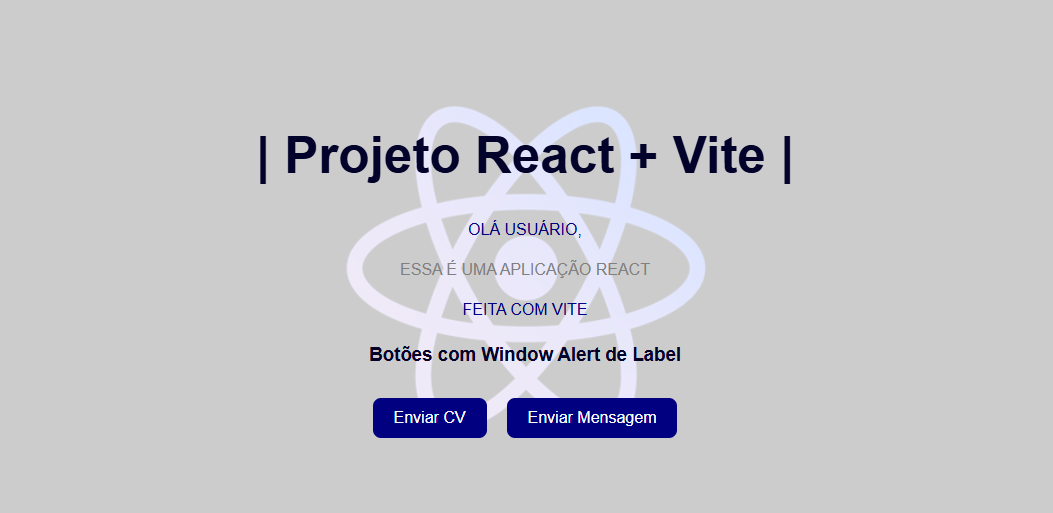 | Projeto React + Vite |
OLÁ USUÁRIO,
ESSA É UMA APLICAÇÃO REACT
FEITA COM VITE
Botões com Window Alert de Label
Enviar CV Enviar Mensagem